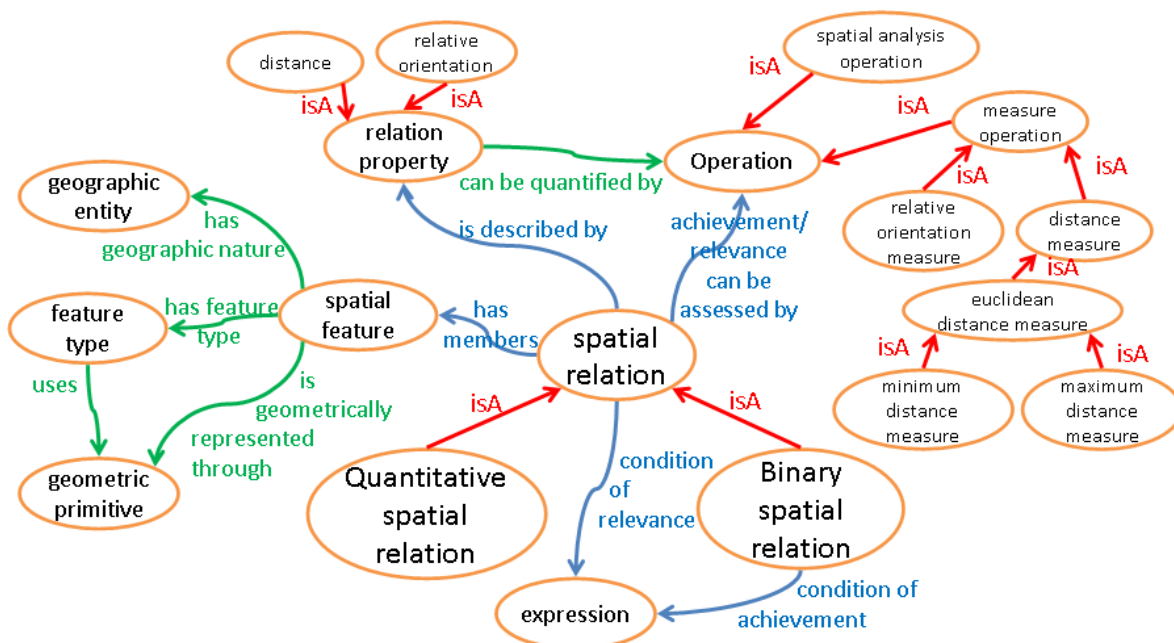 distance
relative
orientation
spatial analysis
operation
isA
isA
isA
isA
measure
operation
relation
property
Operation
can be quantified by
isA
isA
geographic
entity
has
geographic nature
is described by
achievement/
relevance
can be
assessed by
relative
orientation
measure
distance
measure
isA
feature
type
has feature
type
spatial
feature
has
members
spatial
relation
euclidean
distance measure
isA
isA
uses
is
geometrically
represented
through
isA
isA
minimum
distance
measure
maximum
distance
measure
geometric
primitive
Quantitative
spatial
relation
condition
of
relevance
Binary
spatial
relation
expression
condition of
achievement